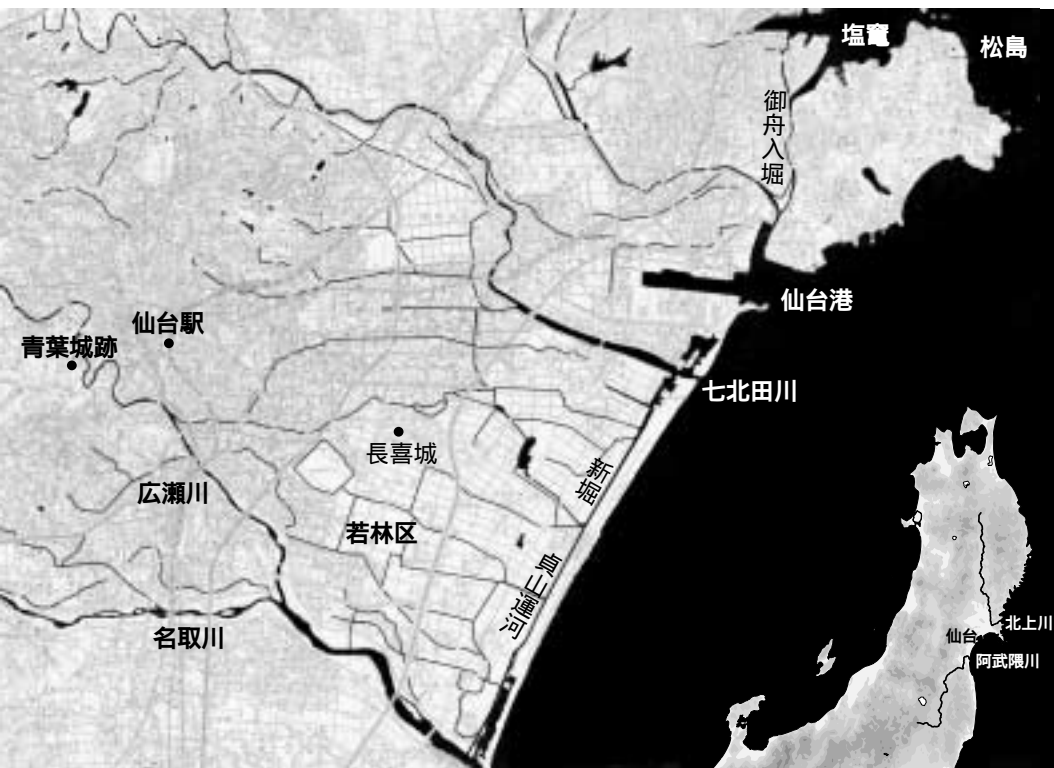 塩竈
松島
御舟入堀
仙台港
仙台駅
青葉城跡
七北田川
長喜城
新堀
広瀬川
若林区
貞山運河
名取川
北上川
仙台
阿武隈川